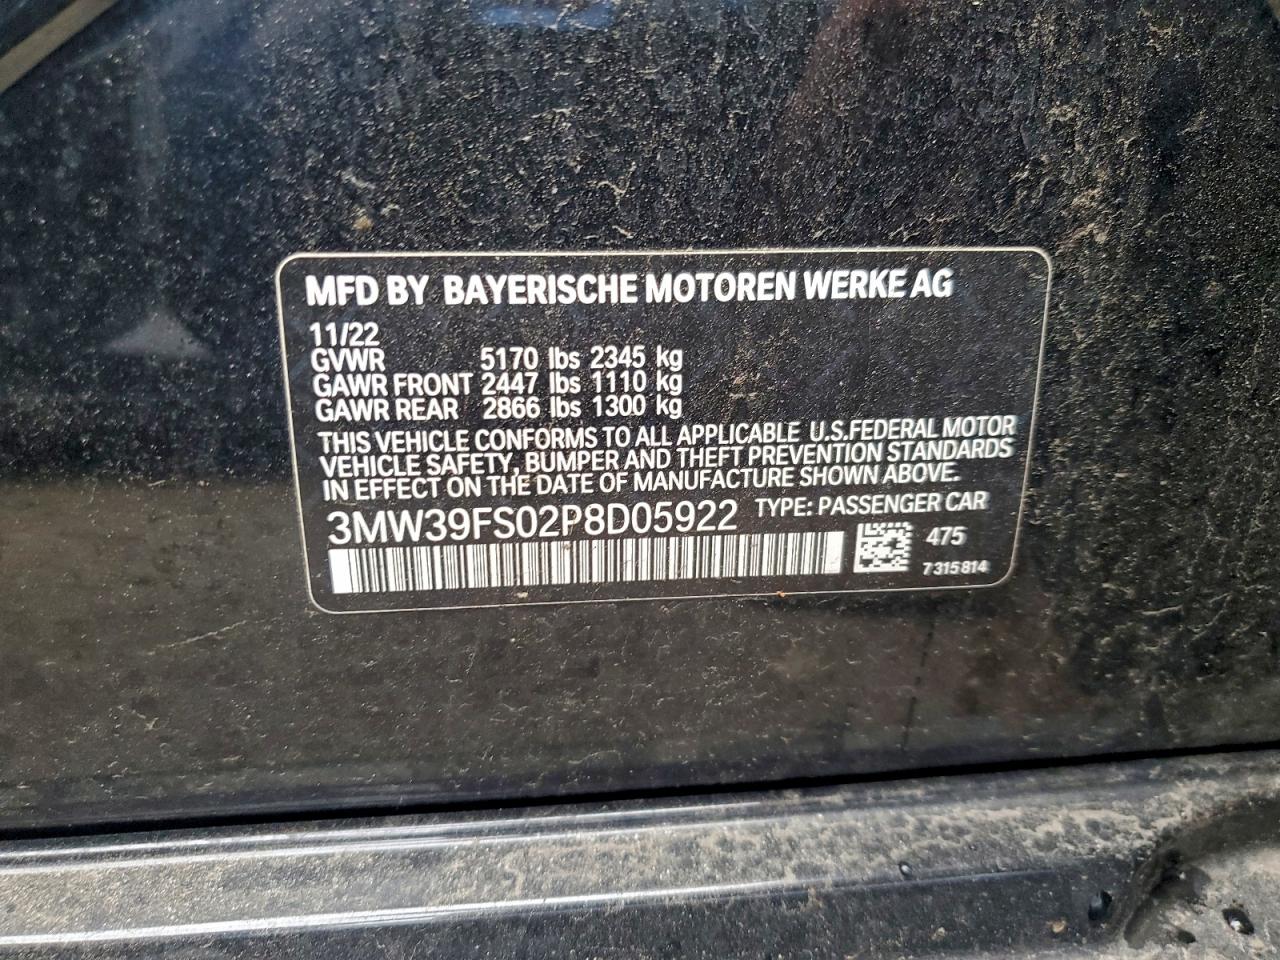 MFD BY BAYERISCHE MOTOREN WERKE AG
11/22
GVWR 5170 lbs 2345 kg
GAWR FRONT 2447 lbs 1110 kg
GAWR REAR 2866 lbs 1300 kg
THIS VEHICLE CONFORMS TO ALL APPLICABLE U.S.FEDERAL MOTOR
VEHICLE SAFETY, BUMPER AND THEFT PREVENTION STANDARDS
IN EFFECT ON THE DATE OF MANUFACTURE SHOWN ABOVE.
3MW39FS02P8D05922 TYPE: PASSENGER CAR
475
7315814